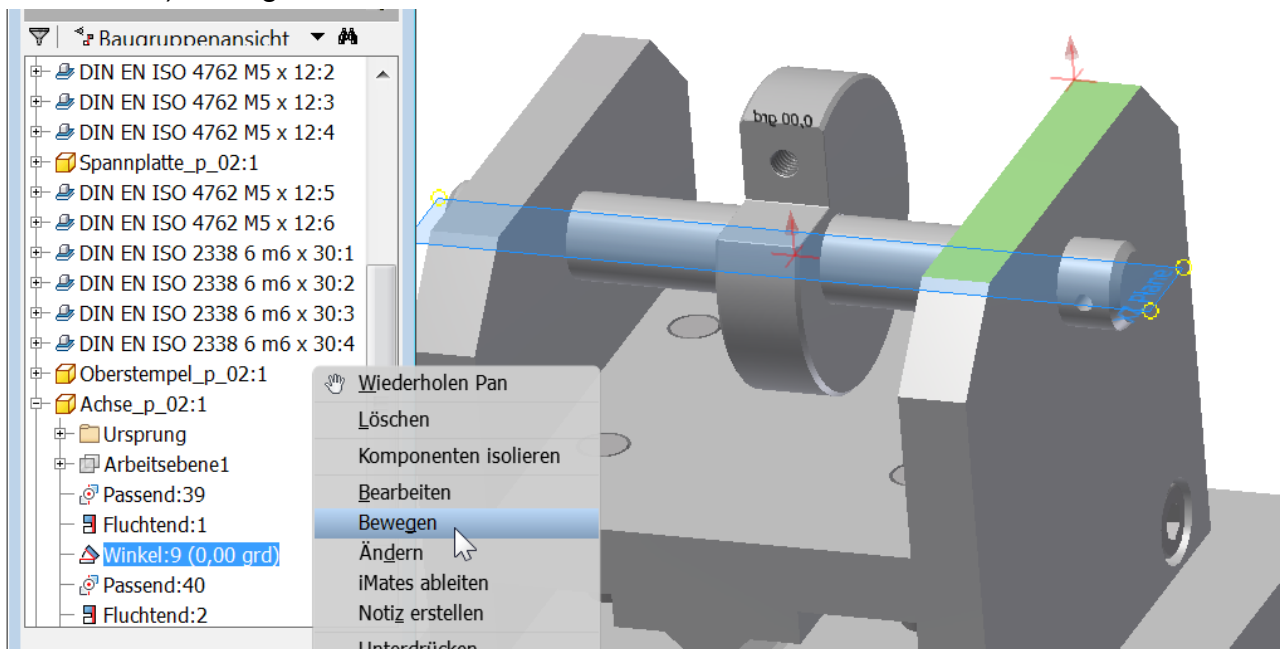 Baugruppenansicht
DIN EN ISO 4762 M5 x 12:2
DIN EN ISO 4762 M5 x 12:3
DIN EN ISO 4762 M5 x 12:4
Spannplatte_p_02:1
DIN EN ISO 4762 M5 x 12:5
DIN EN ISO 4762 M5 x 12:6
DIN EN ISO 2338 6 m6 x 30:1
DIN EN ISO 2338 6 m6 x 30:2
DIN EN ISO 2338 6 m6 x 30:3
DIN EN ISO 2338 6 m6 x 30:4
Oberstempel_p_02:1
Achse_p_02:1
Ursprung
Arbeitsebene1
Passend:39
Fluchtend:1
Winkel:9 (0,00 grd)
Passend:40
Fluchtend:2
Wiederholen Pan
Löschen
Komponenten isolieren
Bearbeiten
Bewegen
Ändern
iMates ableiten
Notiz erstellen
Unterdrücken
0,00 grd